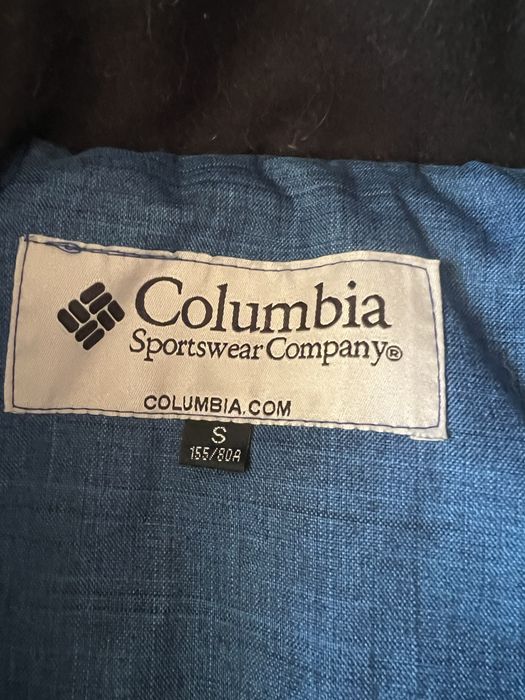 Columbia
Sportswear Company®
COLUMBIA.COM
S
155/80A